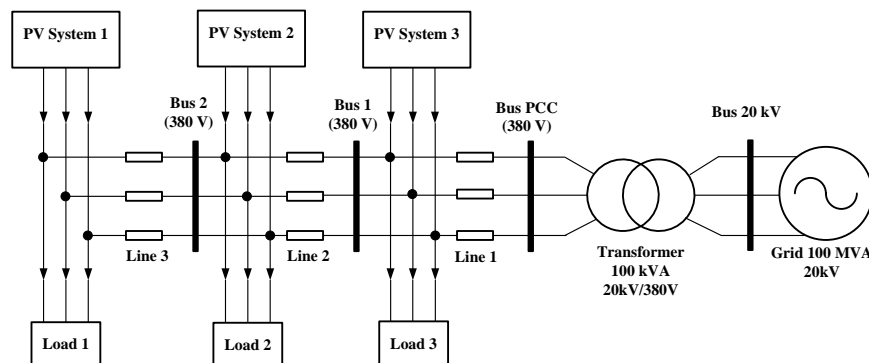 PV System 1
PV System 2
PV System 3
Bus 2
(380 V)
Bus 1
(380 V)
Bus PCC
(380 V)
Bus 20 kV
Line 3
Line 2
Line 1
Transformer
100 kVA
20kV/380V
Grid 100 MVA
20kV
Load 1
Load 2
Load 3